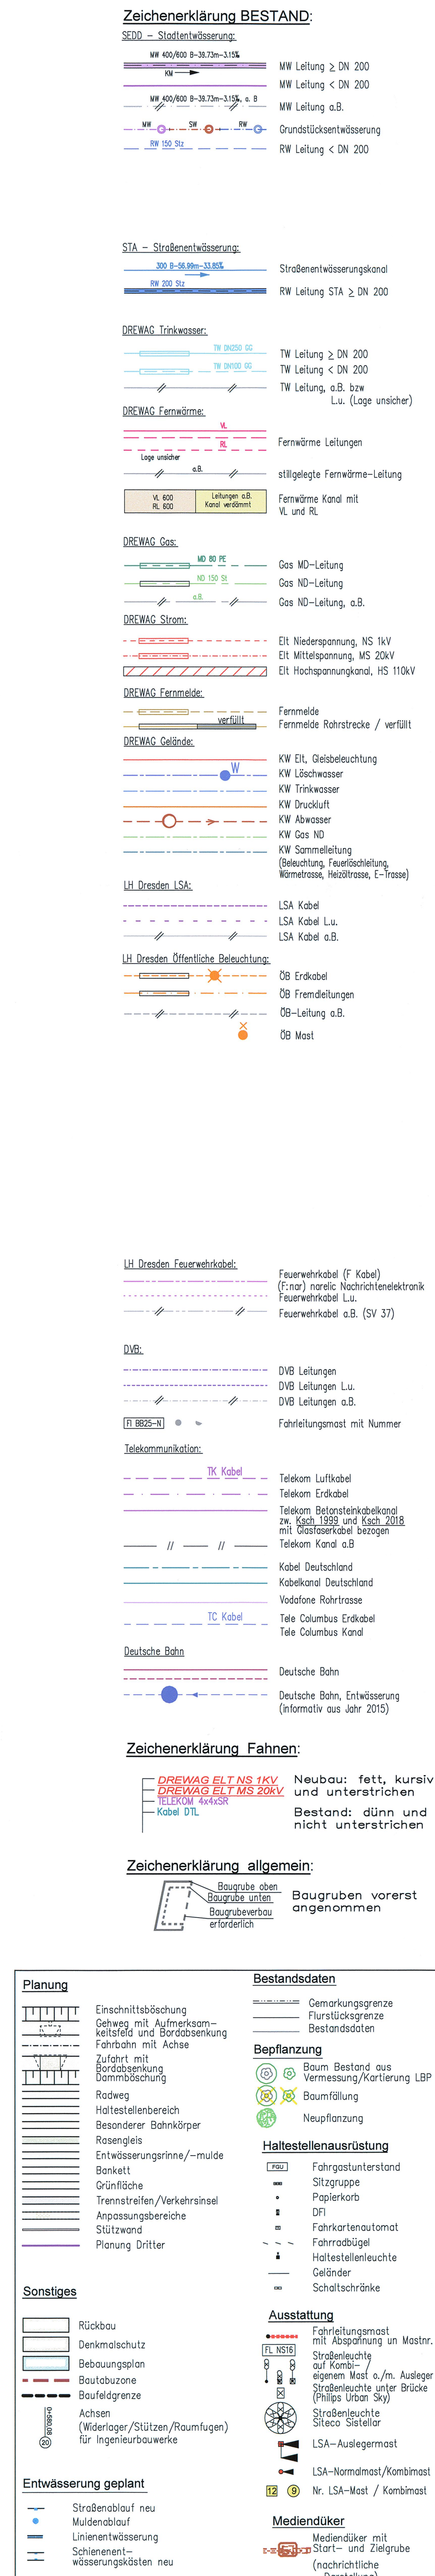 Zeichenerklärung BESTAND:
SEDD - Stadtentwässerung:
MW 400/600 B-39.73m-3.15‰
KM
MW Leitung ≥ DN 200
MW Leitung < DN 200
MW 400/600 B-39.73m-3.15‰, a. B
MW Leitung a.B.
MW SW RW
Grundstücksentwässerung
RW 150 Stz
RW Leitung < DN 200
STA - Straßenentwässerung:
300 B-56.99m-33.85‰
Straßenentwässerungskanal
RW 200 Stz
RW Leitung STA ≥ DN 200
DREWAG Trinkwasser:
TW DN250 GG
TW Leitung ≥ DN 200
TW DN100 GG
TW Leitung < DN 200
TW Leitung, a.B. bzw
L.u. (Lage unsicher)
DREWAG Fernwärme:
VL
RL
Fernwärme Leitungen
Lage unsicher
a.B.
stillgelegte Fernwärme-Leitung
VL 600
RL 600
Leitungen a.B.
Kanal verdämmt
Fernwärme Kanal mit
VL und RL
DREWAG Gas:
MD 80 PE
Gas MD-Leitung
ND 150 St
Gas ND-Leitung
a.B.
Gas ND-Leitung, a.B.
DREWAG Strom:
Elt Niederspannung, NS 1kV
Elt Mittelspannung, MS 20kV
Elt Hochspannungkanal, HS 110kV
DREWAG Fernmelde:
Fernmelde
verfüllt
Fernmelde Rohrstrecke / verfüllt
DREWAG Gelände:
KW Elt, Gleisbeleuchtung
W
KW Löschwasser
KW Trinkwasser
KW Druckluft
KW Abwasser
KW Gas ND
KW Sammelleitung
(Beleuchtung, Feuerlöschleitung,
Wärmetrasse, Heizöltrasse, E-Trasse)
LH Dresden LSA:
LSA Kabel
LSA Kabel L.u.
LSA Kabel a.B.
LH Dresden Öffentliche Beleuchtung:
ÖB Erdkabel
ÖB Fremdleitungen
ÖB-Leitung a.B.
ÖB Mast
LH Dresden Feuerwehrkabel:
Feuerwehrkabel (F Kabel)
(F:nar) narelic Nachrichtenelektronik
Feuerwehrkabel L.u.
Feuerwehrkabel a.B. (SV 37)
DVB:
DVB Leitungen
DVB Leitungen L.u.
DVB Leitungen a.B.
Fl BB25-N
Fahrleitungsmast mit Nummer
Telekommunikation:
TK Kabel
Telekom Luftkabel
Telekom Erdkabel
Telekom Betonsteinkabelkanal
zw. Ksch 1999 und Ksch 2018
mit Glasfaserkabel bezogen
Telekom Kanal a.B
Kabel Deutschland
Kabelkanal Deutschland
Vodafone Rohrtrasse
TC Kabel
Tele Columbus Erdkabel
Tele Columbus Kanal
Deutsche Bahn
Deutsche Bahn
Deutsche Bahn, Entwässerung
(informativ aus Jahr 2015)
Zeichenerklärung Fahnen:
DREWAG ELT NS 1KV
DREWAG ELT MS 20kV
TELEKOM 4x4xSR
Kabel DTL
Neubau: fett, kursiv
und unterstrichen
Bestand: dünn und
nicht unterstrichen
Zeichenerklärung allgemein:
Baugrube oben
Baugrube unten
Baugrubeverbau
erforderlich
Baugruben vorerst
angenommen
Planung
Einschnittsböschung
Gehweg mit Aufmerksam-
keitsfeld und Bordabsenkung
Fahrbahn mit Achse
Zufahrt mit
Bordabsenkung
Dammböschung
Radweg
Haltestellenbereich
Besonderer Bahnkörper
Rasengleis
Entwässerungsrinne/-mulde
Bankett
Grünfläche
Trennstreifen/Verkehrsinsel
Anpassungsbereiche
Stützwand
Planung Dritter
Sonstiges
Rückbau
Denkmalschutz
Bebauungsplan
Bautabuzone
Baufeldgrenze
0+580.08
20
Achsen
(Widerlager/Stützen/Raumfugen)
für Ingenieurbauwerke
Entwässerung geplant
Straßenablauf neu
Muldenablauf
Linienentwässerung
Schienenent-
wässerungskästen neu
Bestandsdaten
Gemarkungsgrenze
Flurstücksgrenze
Bestandsdaten
Bepflanzung
Baum Bestand aus
Vermessung/Kartierung LBP
Baumfällung
Neupflanzung
Haltestellenausrüstung
FGU
Fahrgastunterstand
Sitzgruppe
Papierkorb
DFI
Fahrkartenautomat
Fahrradbügel
Haltestellenleuchte
Geländer
Schaltschränke
Ausstattung
Fahrleitungsmast
mit Abspannung un Mastnr.
FL NS16
Straßenleuchte
auf Kombi- /
eigenem Mast o./m. Ausleger
Straßenleuchte unter Brücke
(Philips Urban Sky)
Straßenleuchte
Siteco Sistellar
LSA-Auslegermast
LSA-Normalmast/Kombimast
12 9
Nr. LSA-Mast / Kombimast
Mediendüker
Mediendüker mit
Start- und Zielgrube
(nachrichtliche